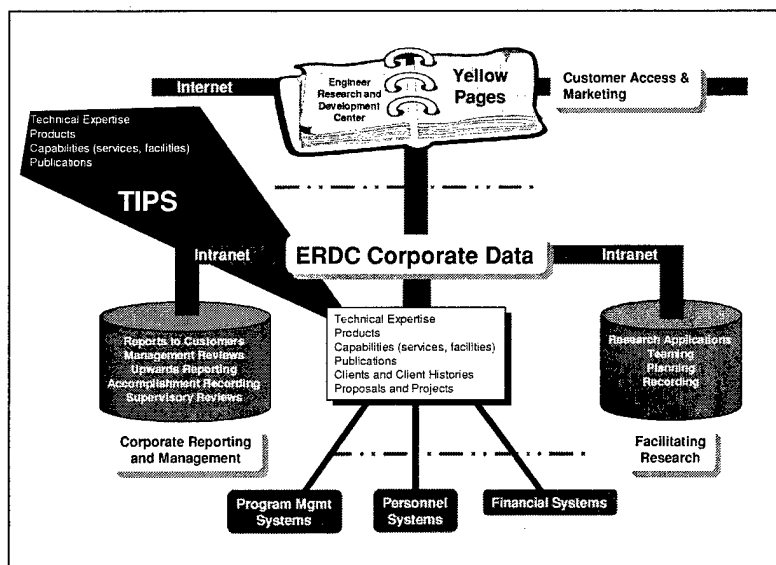 Internet
Engineer
Research and
Development
Center
Yellow
Pages
Customer Access &
Marketing
Technical Expertise
Products
Capabilities (services, facilities)
Publications
TIPS
Intranet
ERDC Corporate Data
Intranet
Reports to Customers
Management Reviews
Upwards Reporting
Accomplishment Recording
Supervisory Reviews
Technical Expertise
Products
Capabilities (services, facilities)
Publications
Clients and Client Histories
Proposals and Projects
Research Applications
Teaming
Planning
Recording
Corporate Reporting
and Management
Facilitating
Research
Program Mgmt
Systems
Personnel
Systems
Financial Systems